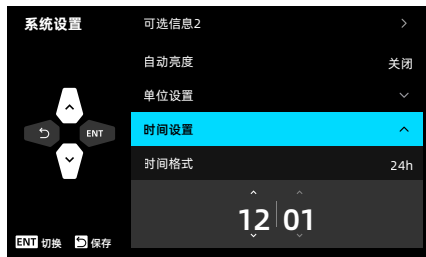 系统设置
可选信息2
自动亮度 关闭
单位设置
时间设置
ENT
时间格式 24h
12 01
ENT 切换 保存